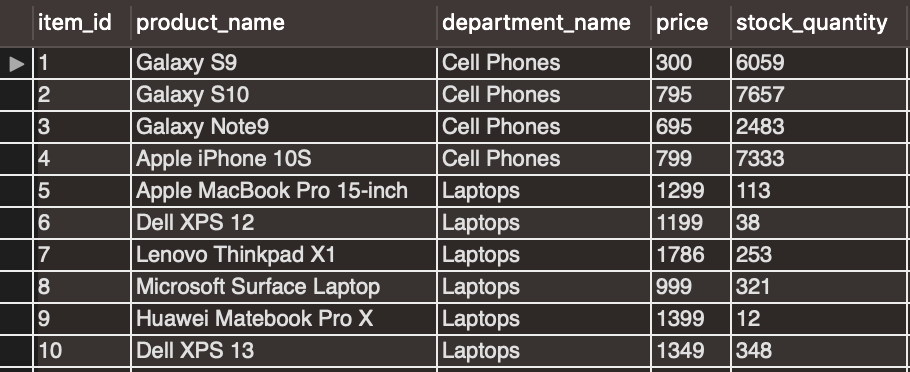 item_id product_name department_name price stock_quantity
1 Galaxy S9 Cell Phones 300 6059
2 Galaxy S10 Cell Phones 795 7657
3 Galaxy Note9 Cell Phones 695 2483
4 Apple iPhone 10S Cell Phones 799 7333
5 Apple MacBook Pro 15-inch Laptops 1299 113
6 Dell XPS 12 Laptops 1199 38
7 Lenovo Thinkpad X1 Laptops 1786 253
8 Microsoft Surface Laptop Laptops 999 321
9 Huawei Matebook Pro X Laptops 1399 12
10 Dell XPS 13 Laptops 1349 348